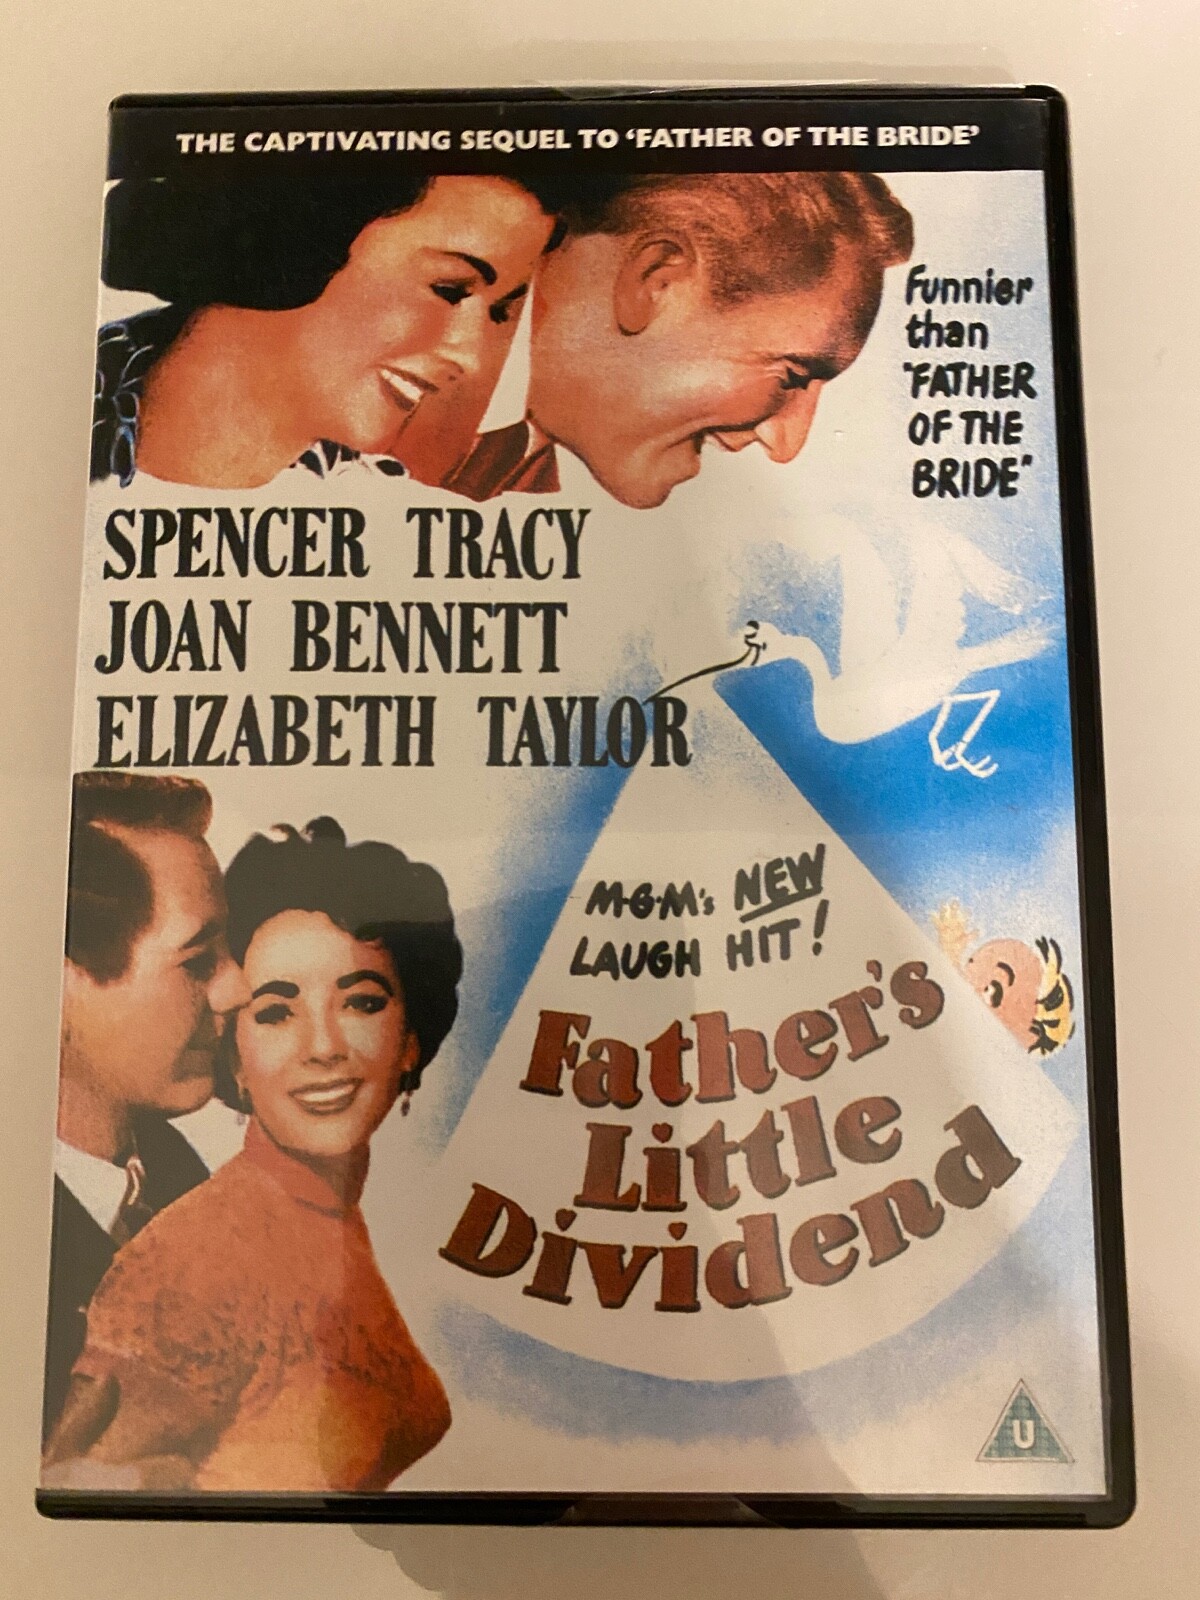 THE CAPTIVATING SEQUEL TO ‘FATHER OF THE BRIDE’
Funnier
than
"FATHER
OF THE
BRIDE"
SPENCER TRACY
JOAN BENNETT
ELIZABETH TAYLOR
M·G·M's NEW
LAUGH HIT!
Father's
Little
Dividend
U